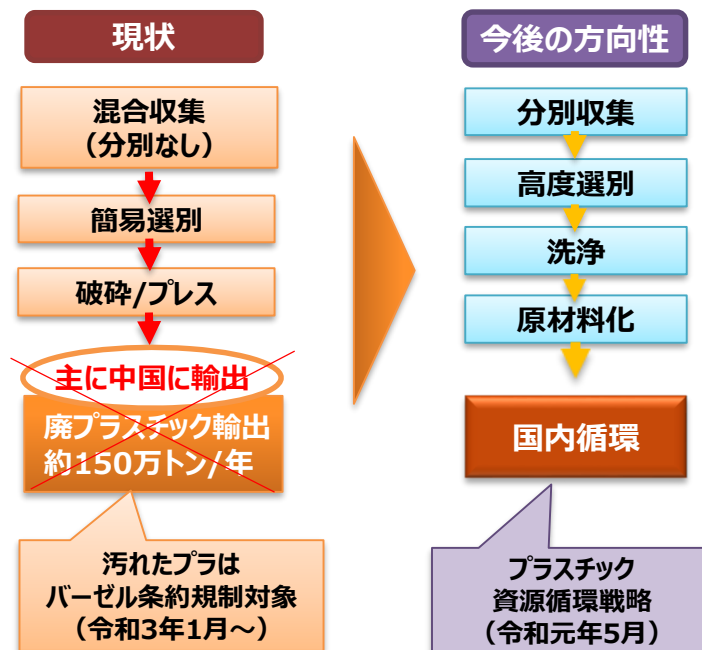 現状
混合収集
（分別なし）
簡易選別
破砕/プレス
主に中国に輸出
廃プラスチック輸出
約150万トン/年
汚れたプラは
バーゼル条約規制対象
（令和3年1月～）
今後の方向性
分別収集
高度選別
洗浄
原材料化
国内循環
プラスチック
資源循環戦略
（令和元年5月）